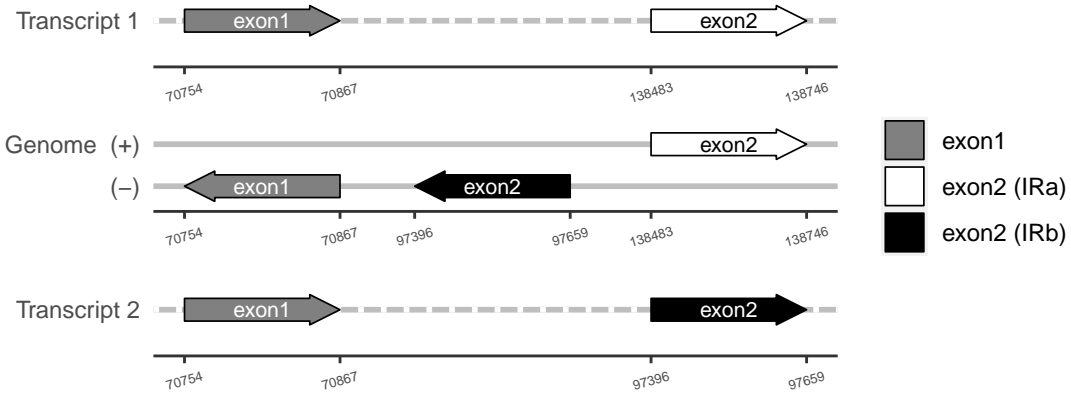 Transcript 1
exon1
exon2
70754
70867
138483
138746
Genome (+)
exon2
(−)
exon1
exon2
70754
70867
97396
97659
138483
138746
exon1
exon2 (IRa)
exon2 (IRb)
Transcript 2
exon1
exon2
70754
70867
97396
97659